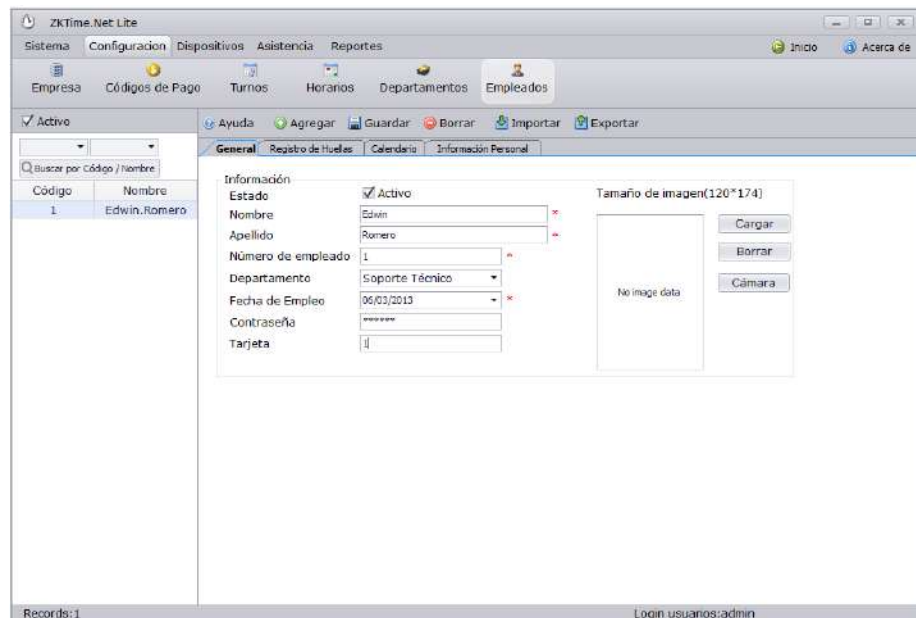 ZKTime.Net Lite
Sistema Configuracion Dispositivos Asistencia Reportes Inicio Acerca de
Empresa Códigos de Pago Turnos Horarios Departamentos Empleados
Activo Ayuda Agregar Guardar Borrar Importar Exportar
General Registro de Huellas Calendario Información Personal
Buscar por Código / Nombre
Código Nombre
1 Edwin.Romero
Información
Estado Activo Tamaño de imagen(120*174)
Nombre Edwin * Cargar
Apellido Romero *
Número de empleado 1 * Borrar
Departamento Soporte Técnico Cámara
No image data
Fecha de Empleo 06/03/2013 *
Contraseña ******
Tarjeta 1
Records:1 Login usuarios:admin